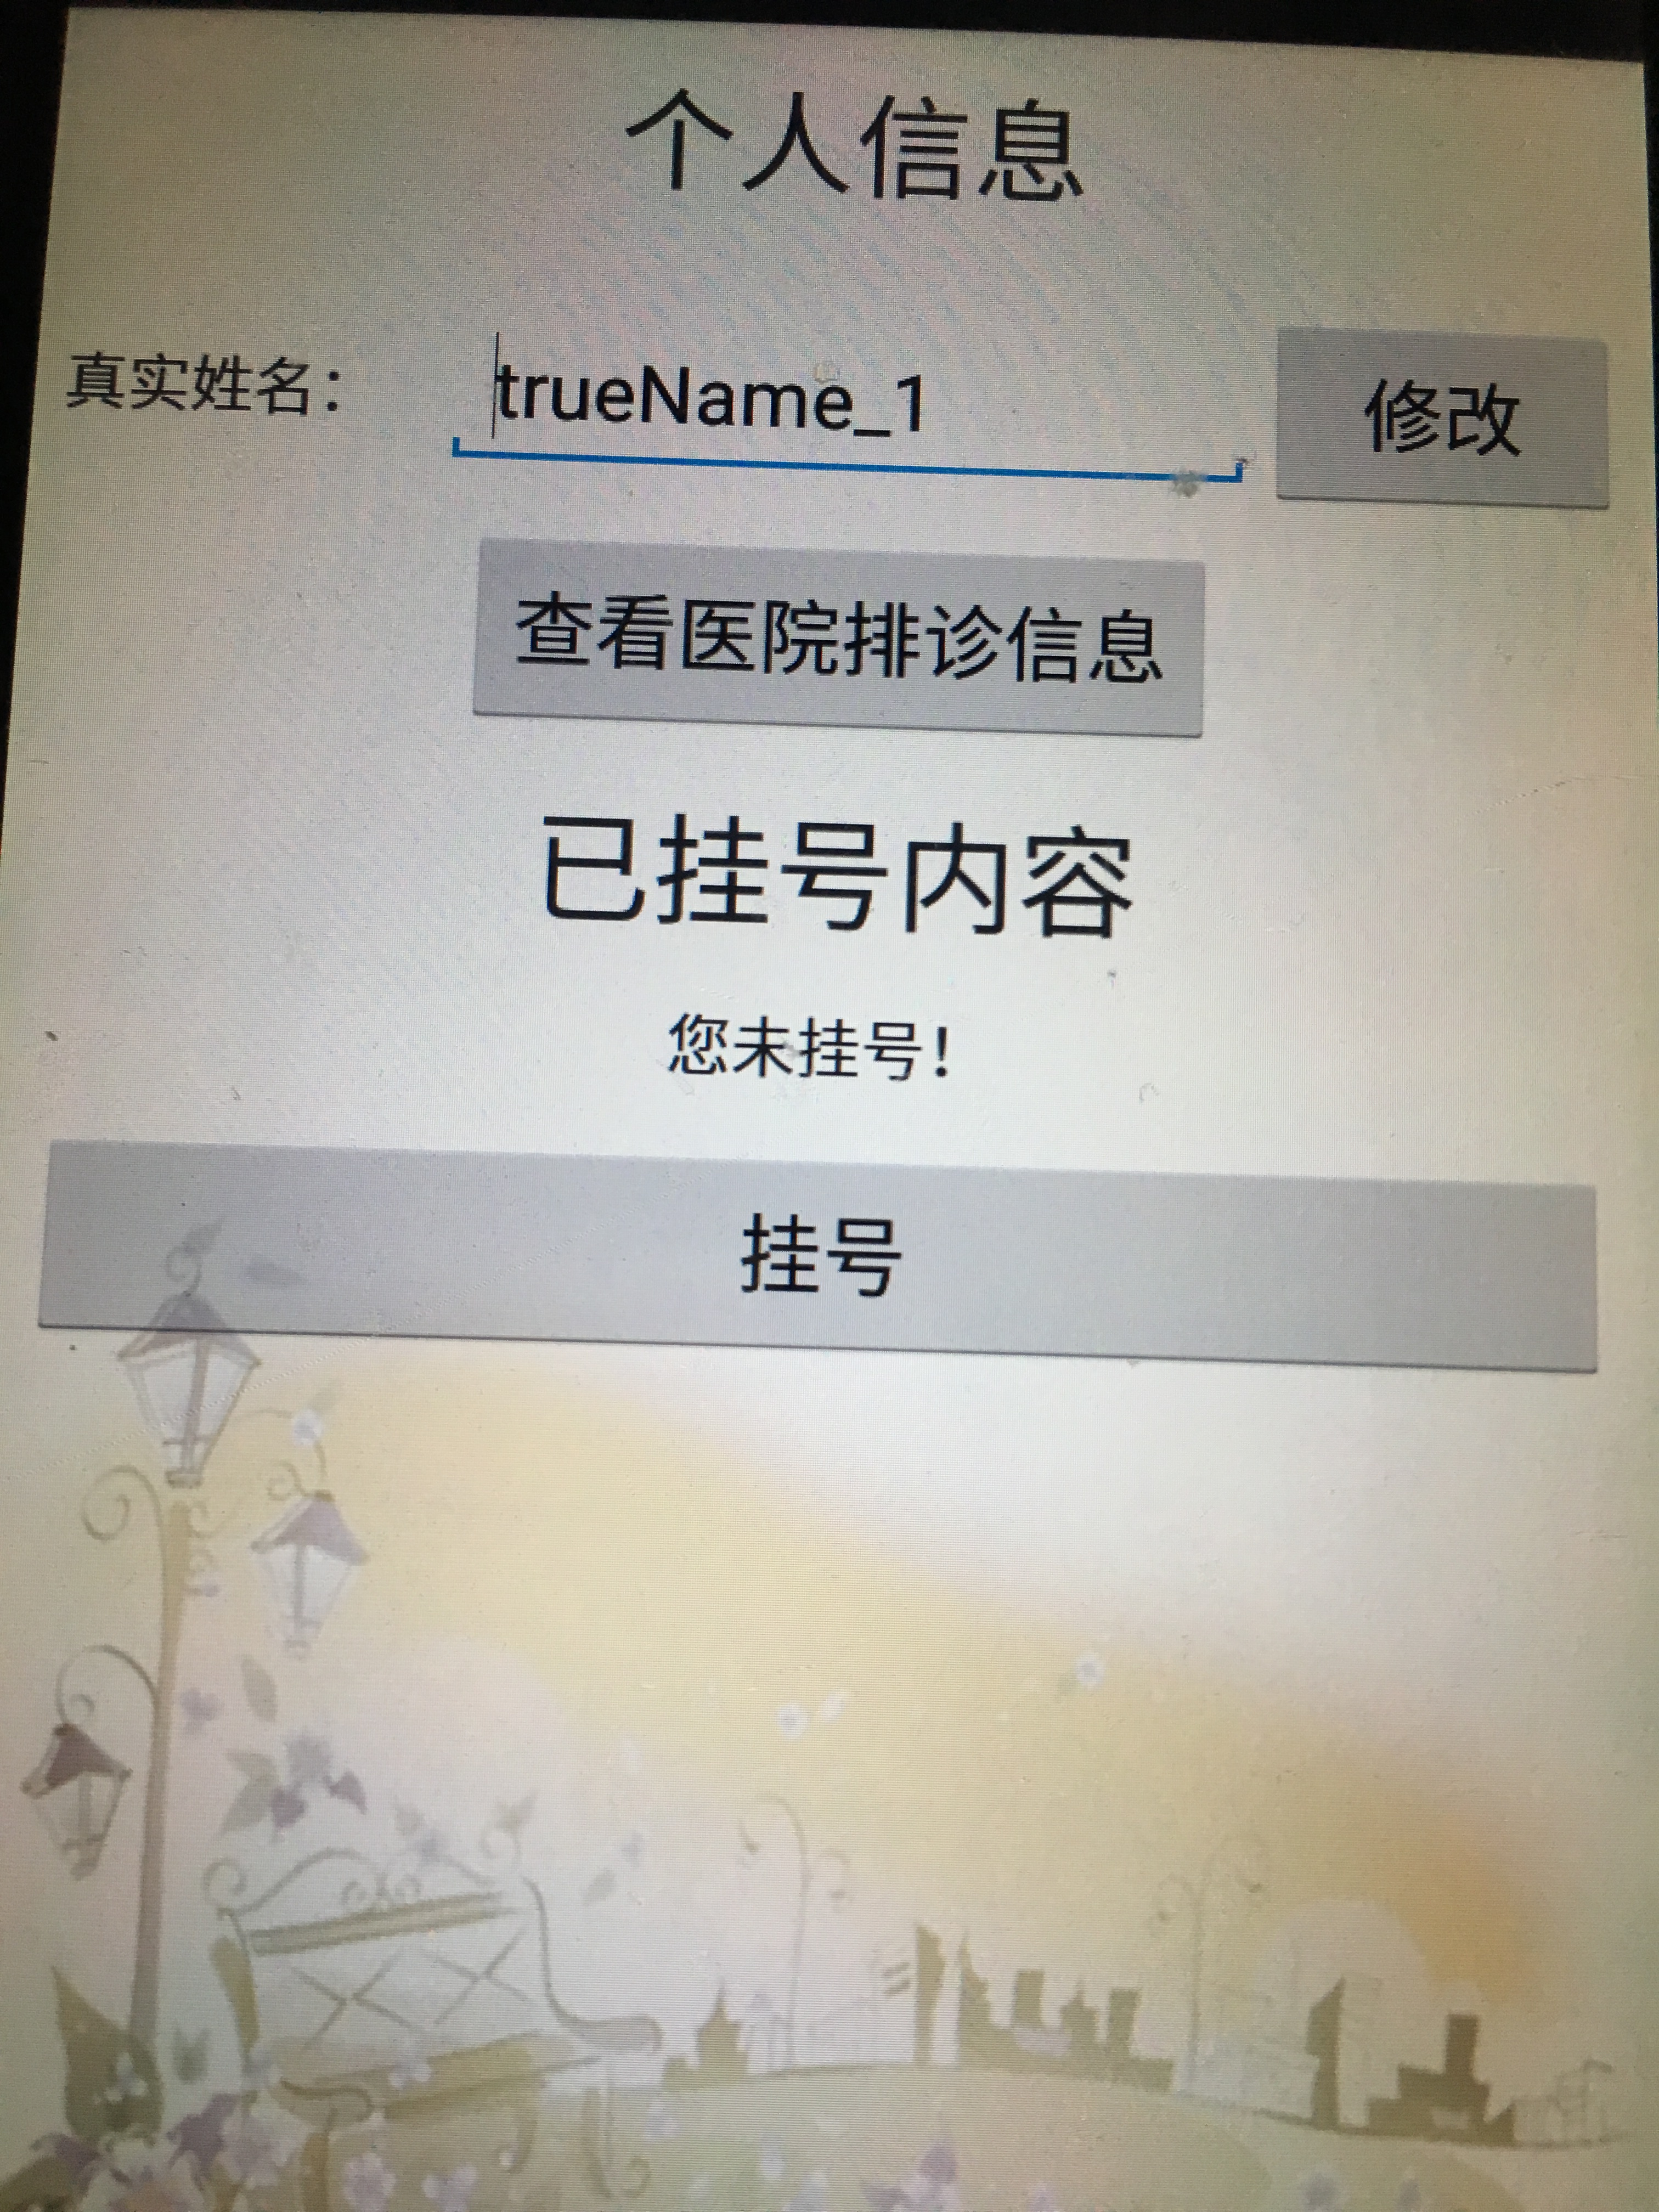 个人信息
真实姓名： trueName_1 修改
查看医院排诊信息
已挂号内容
您未挂号！
挂号